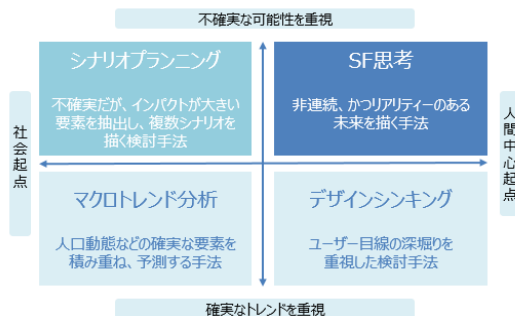 不確実な可能性を重視
シナリオプランニング
不確実だが、インパクトが大きい
要素を抽出し、複数シナリオを
描く検討手法
SF思考
非連続、かつリアリティーのある
未来を描く手法
社会起点
人間中心起点
マクロトレンド分析
人口動態などの確実な要素を
積み重ね、予測する手法
デザインシンキング
ユーザー目線の深堀りを
重視した検討手法
確実なトレンドを重視